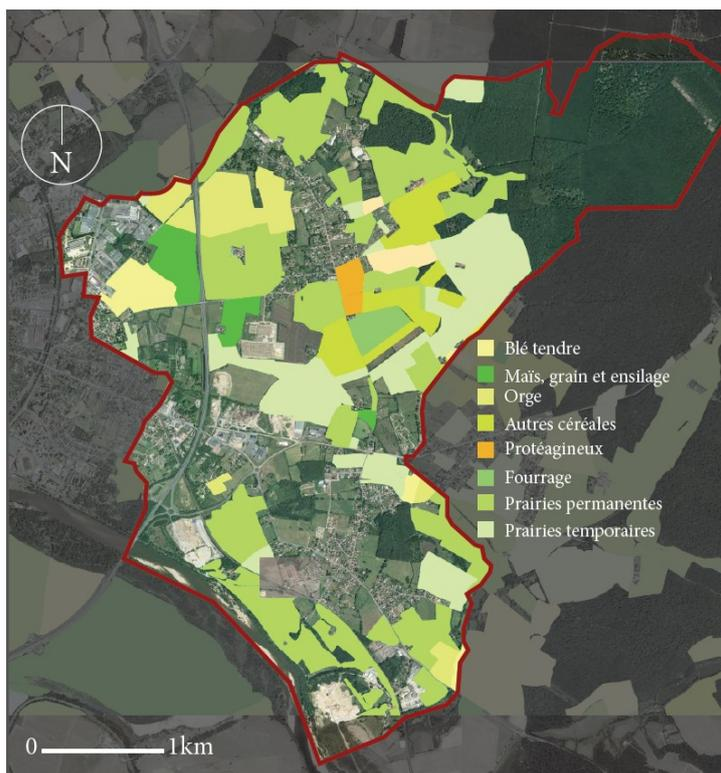 N
Blé tendre
Maïs, grain et ensilage
Orge
Autres céréales
Protéagineux
Fourrage
Prairies permanentes
Prairies temporaires
0 1km